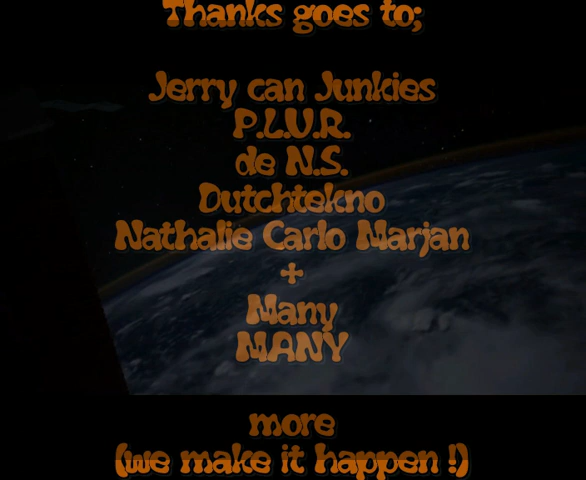 Thanks goes to;
Jerry can Junkies
P.L.U.R.
de N.S.
Dutchtekno
Nathalie Carlo Marjan
+
Many
MANY
more
(we make it happen !)